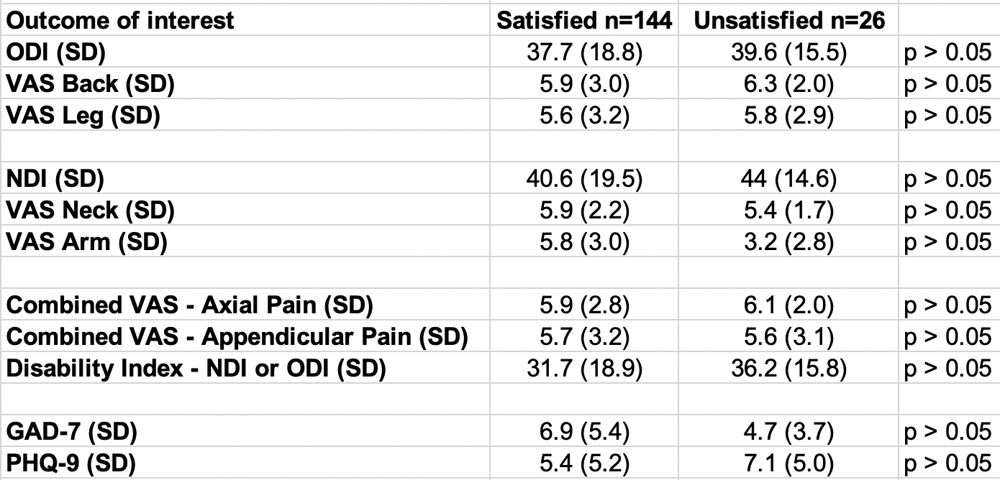 Outcome of interest Satisfied n=144 Unsatisfied n=26
ODI (SD) 37.7 (18.8) 39.6 (15.5) p > 0.05
VAS Back (SD) 5.9 (3.0) 6.3 (2.0) p > 0.05
VAS Leg (SD) 5.6 (3.2) 5.8 (2.9) p > 0.05
NDI (SD) 40.6 (19.5) 44 (14.6) p > 0.05
VAS Neck (SD) 5.9 (2.2) 5.4 (1.7) p > 0.05
VAS Arm (SD) 5.8 (3.0) 3.2 (2.8) p > 0.05
Combined VAS - Axial Pain (SD) 5.9 (2.8) 6.1 (2.0) p > 0.05
Combined VAS - Appendicular Pain (SD) 5.7 (3.2) 5.6 (3.1) p > 0.05
Disability Index - NDI or ODI (SD) 31.7 (18.9) 36.2 (15.8) p > 0.05
GAD-7 (SD) 6.9 (5.4) 4.7 (3.7) p > 0.05
PHQ-9 (SD) 5.4 (5.2) 7.1 (5.0) p > 0.05